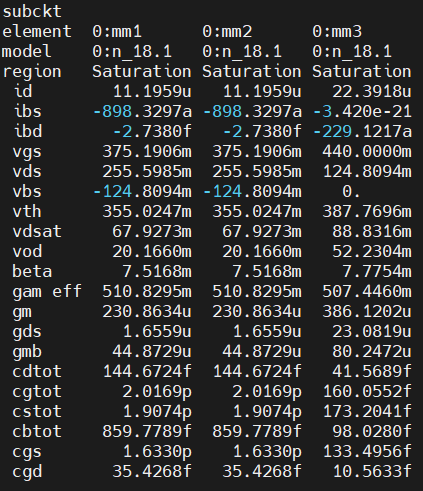 subckt
element 0:mm1 0:mm2 0:mm3
model 0:n_18.1 0:n_18.1 0:n_18.1
region Saturation Saturation Saturation
id 11.1959u 11.1959u 22.3918u
ibs -898.3297a -898.3297a -3.420e-21
ibd -2.7380f -2.7380f -229.1217a
vgs 375.1906m 375.1906m 440.0000m
vds 255.5985m 255.5985m 124.8094m
vbs -124.8094m -124.8094m 0.
vth 355.0247m 355.0247m 387.7696m
vdsat 67.9273m 67.9273m 88.8316m
vod 20.1660m 20.1660m 52.2304m
beta 7.5168m 7.5168m 7.7754m
gam eff 510.8295m 510.8295m 507.4460m
gm 230.8634u 230.8634u 386.1202u
gds 1.6559u 1.6559u 23.0819u
gmb 44.8729u 44.8729u 80.2472u
cdtot 144.6724f 144.6724f 41.5689f
cgtot 2.0169p 2.0169p 160.0552f
cstot 1.9074p 1.9074p 173.2041f
cbtot 859.7789f 859.7789f 98.0280f
cgs 1.6330p 1.6330p 133.4956f
cgd 35.4268f 35.4268f 10.5633f